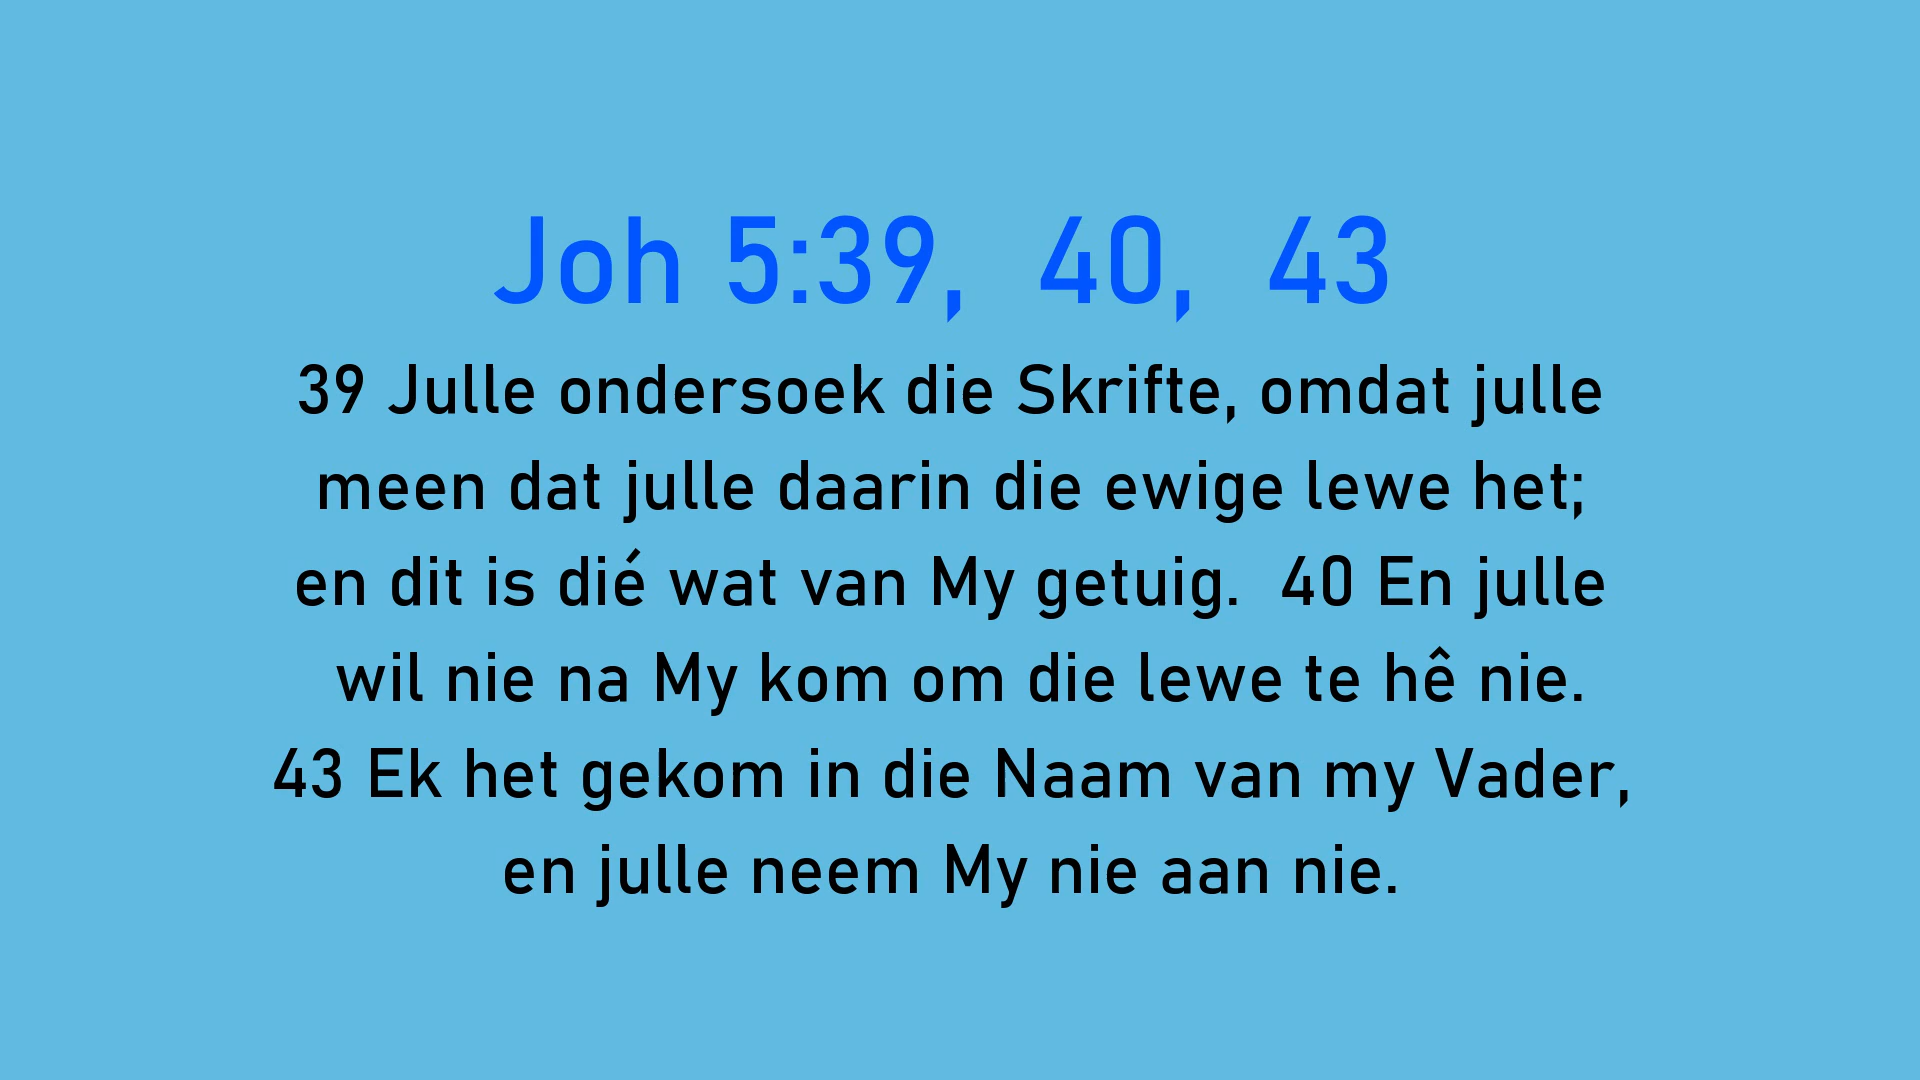 Joh 5:39,  40,  43
39 Julle ondersoek die Skrifte, omdat julle
meen dat julle daarin die ewige lewe het;
en dit is dié wat van My getuig.  40 En julle
wil nie na My kom om die lewe te hê nie.
43 Ek het gekom in die Naam van my Vader,
en julle neem My nie aan nie.